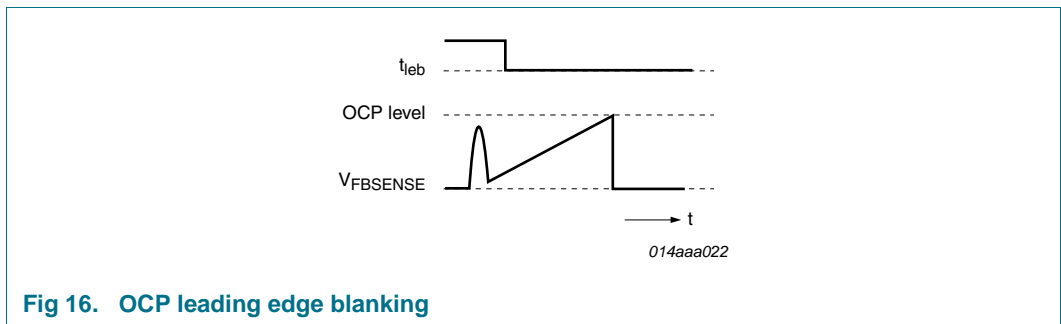 tleb
OCP level
VFBSENSE
t
014aaa022
Fig 16. OCP leading edge blanking